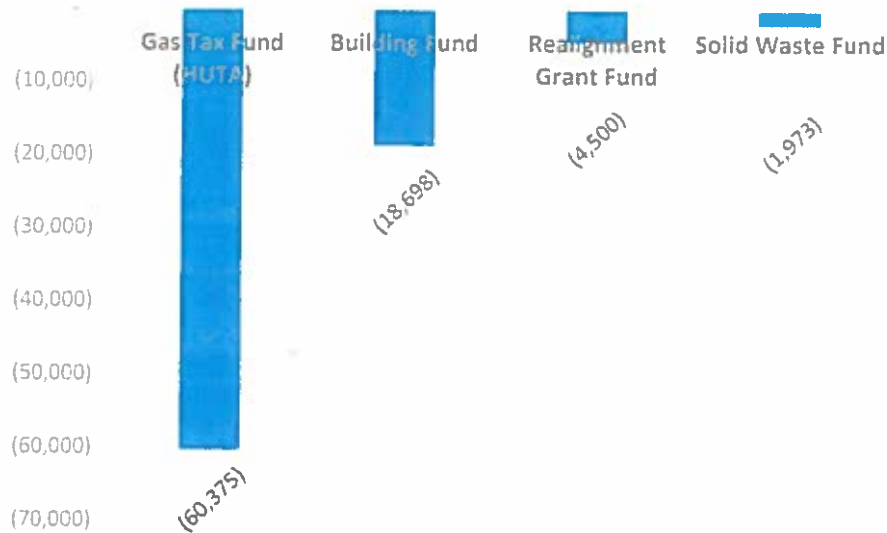 Gas Tax Fund
(HUTA)
Building Fund
Realignment
Grant Fund
Solid Waste Fund
(10,000)
(20,000)
(30,000)
(40,000)
(50,000)
(60,000)
(70,000)
(60,375)
(18,698)
(4,500)
(1,973)